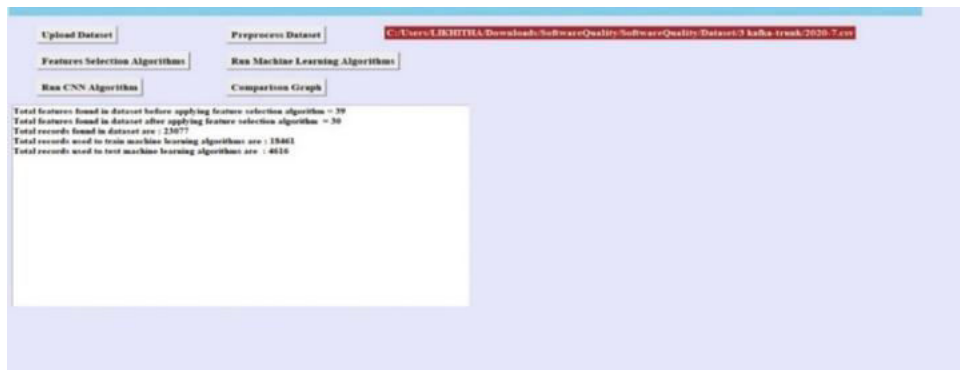 Upload Dataset
Preprocess Dataset
C:/Users/LIKHITHA/Downloads/SoftwareQuality/SoftwareQuality/Dataset/3 kafka-trunk/2020-7.csv
Features Selection Algorithms
Run Machine Learning Algorithms
Run CNN Algorithm
Comparison Graph
Total features found in dataset before applying feature selection algorithm = 39
Total features found in dataset after applying feature selection algorithm = 30
Total records found in dataset are : 23077
Total records used to train machine learning algorithms are : 18461
Total records used to test machine learning algorithms are : 4616